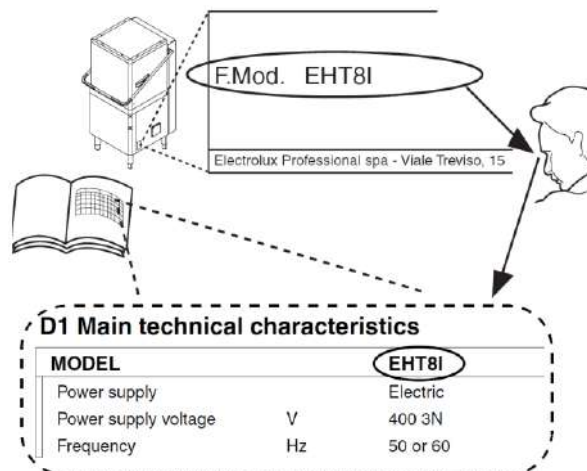 F.Mod. EHT8I
Electrolux Professional spa - Viale Treviso, 15
D1 Main technical characteristics
MODEL EHT8I
Power supply Electric
Power supply voltage V 400 3N
Frequency Hz 50 or 60